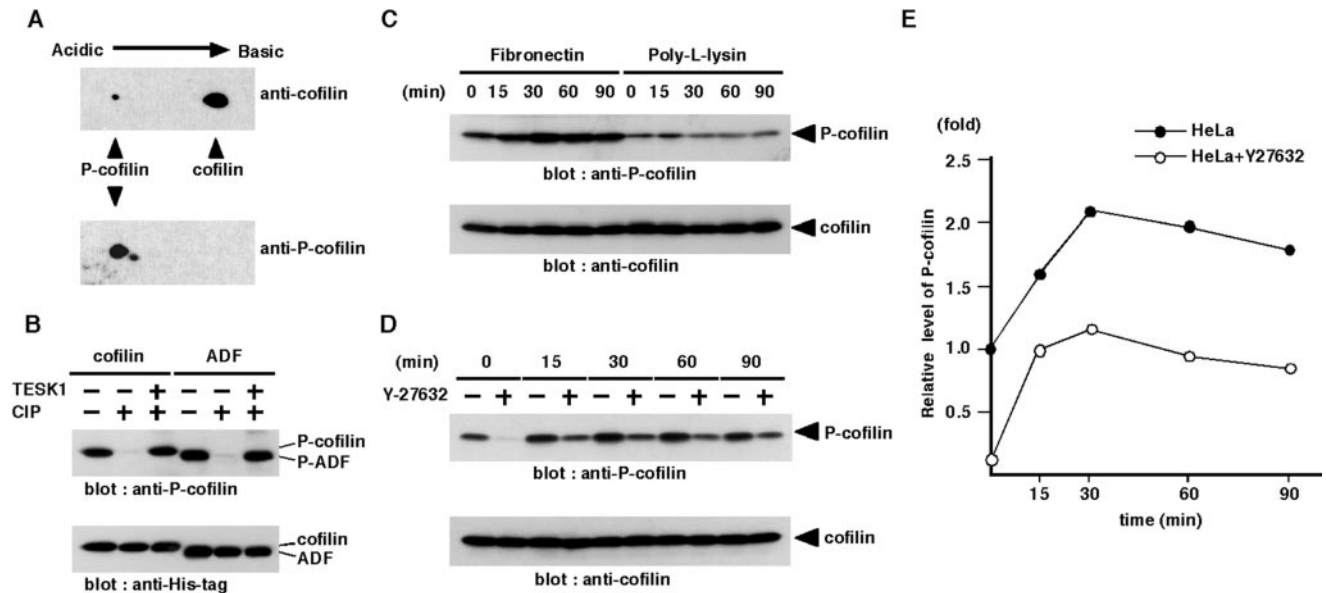 A
Acidic Basic
anti-cofilin
P-cofilin cofilin
anti-P-cofilin
B
cofilin ADF
TESK1 − − + − − +
CIP − + + − + +
P-cofilin
P-ADF
blot : anti-P-cofilin
cofilin
ADF
blot : anti-His-tag
C
Fibronectin Poly-L-lysin
(min) 0 15 30 60 90 0 15 30 60 90
P-cofilin
blot : anti-P-cofilin
cofilin
blot : anti-cofilin
D
(min) 0 15 30 60 90
Y-27632 − + − + − + − + − +
P-cofilin
blot : anti-P-cofilin
cofilin
blot : anti-cofilin
E
(fold)
HeLa
HeLa+Y27632
2.5
2.0
1.5
1.0
0.5
Relative level of P-cofilin
15 30 60 90
time (min)